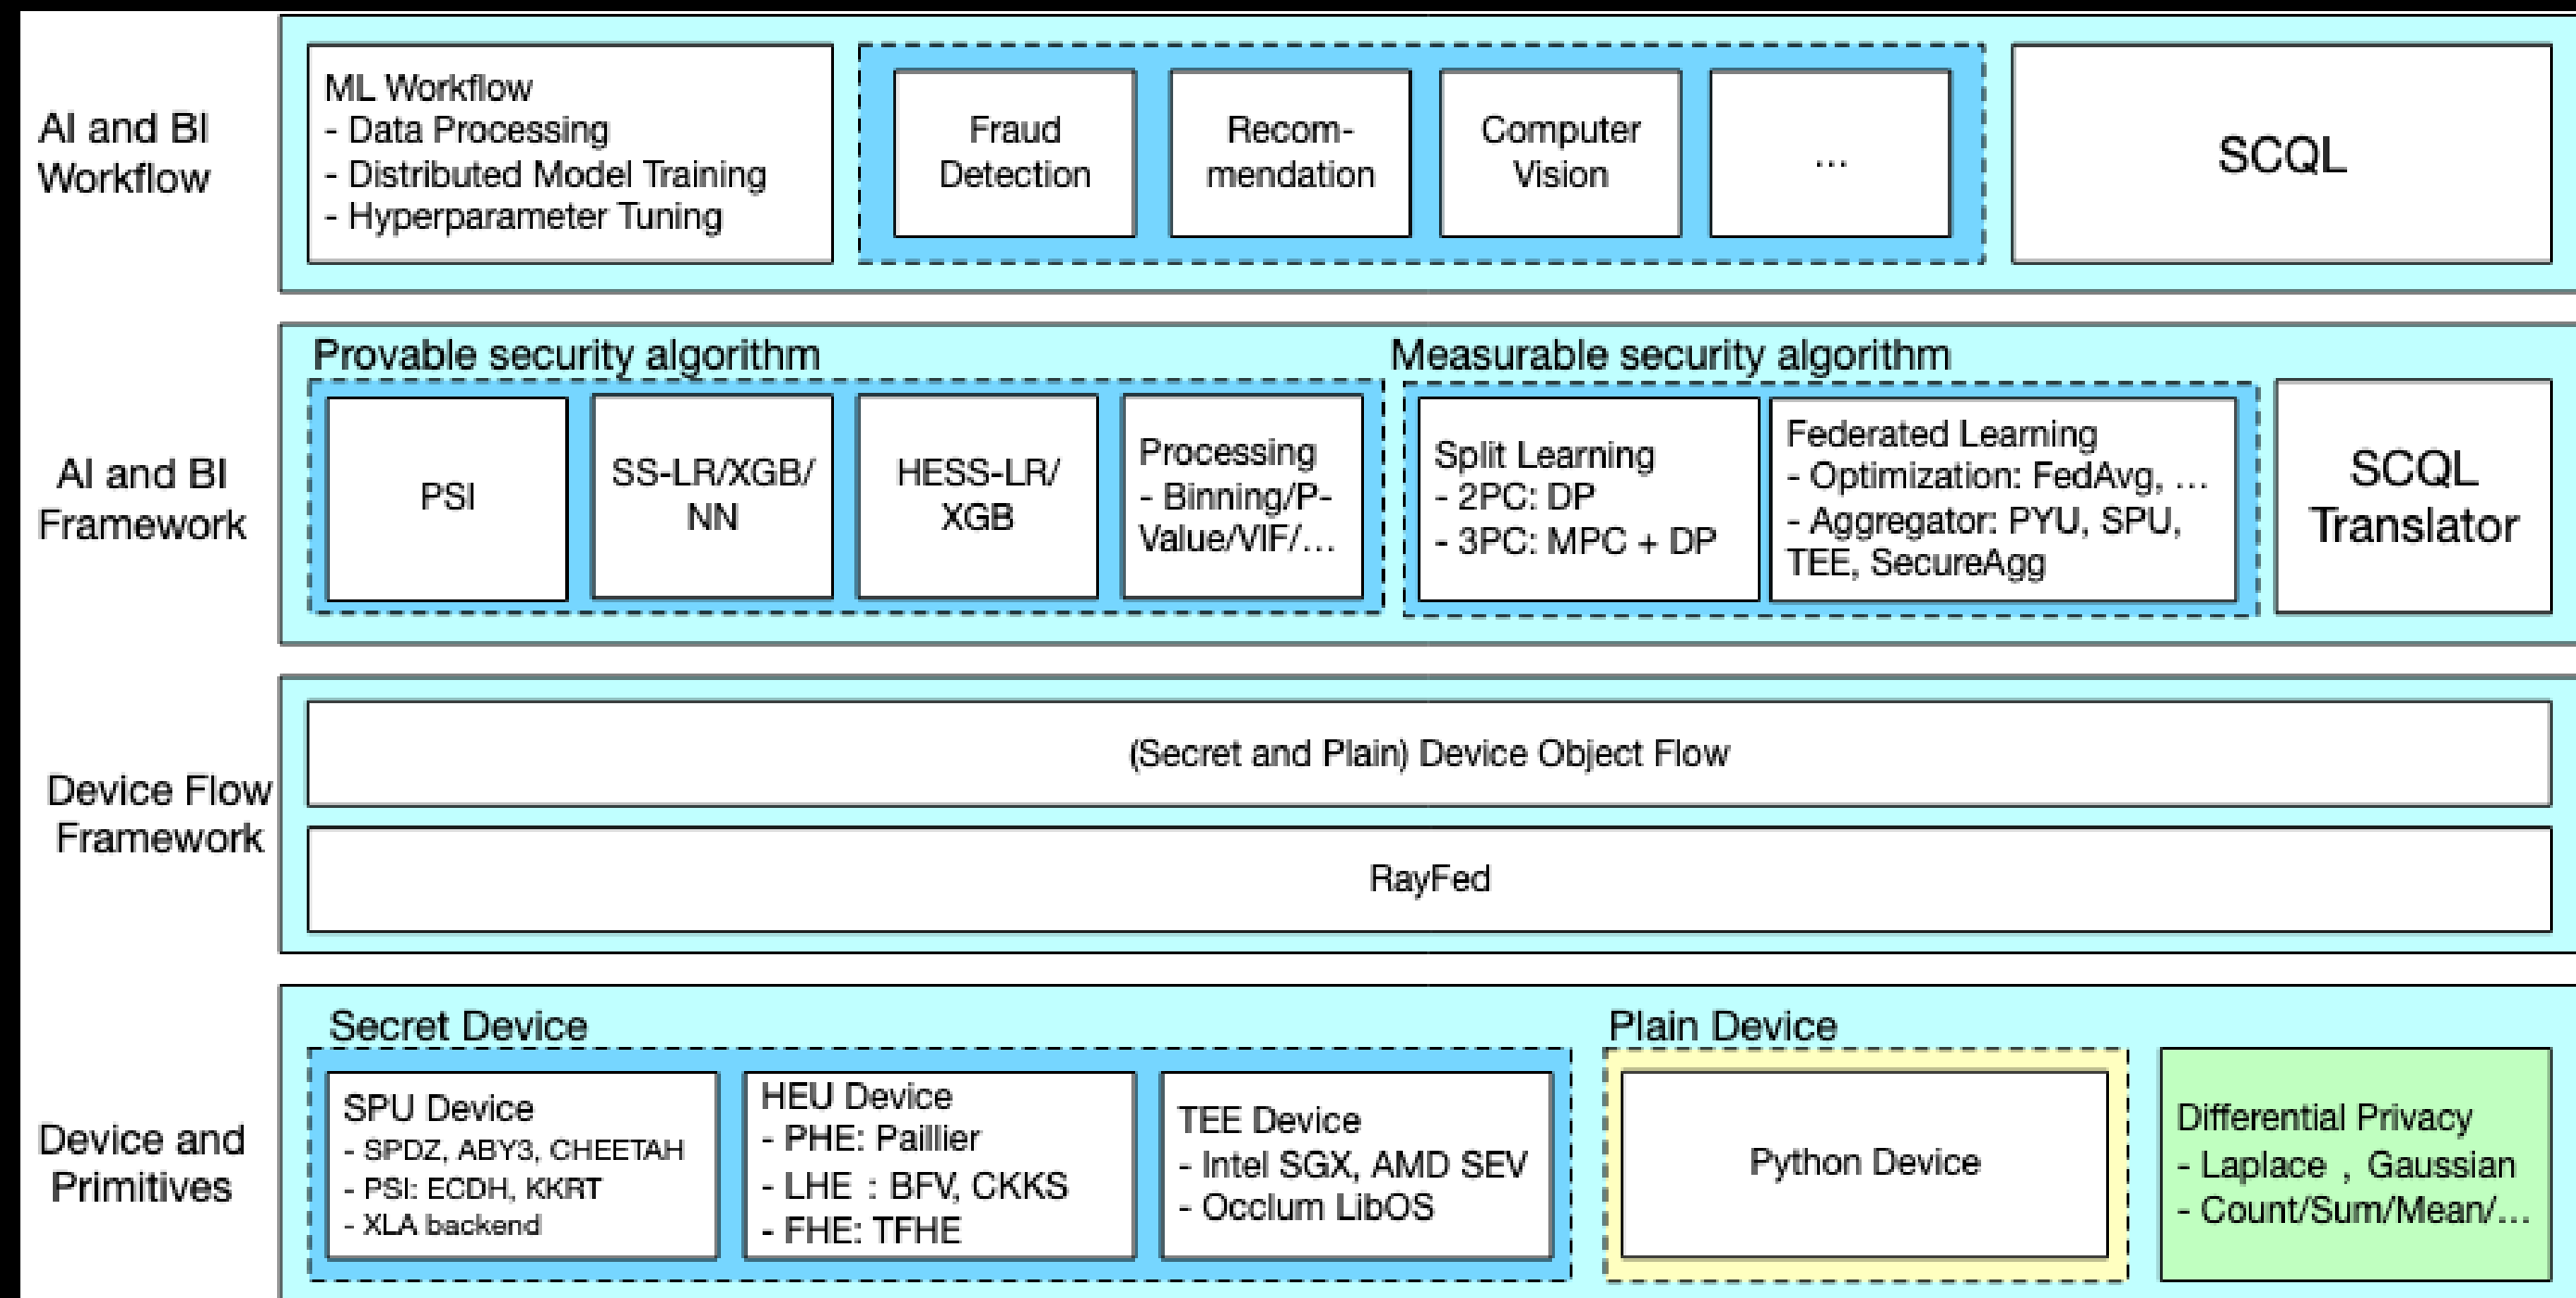 AI and BI
Workflow
ML Workflow
- Data Processing
- Distributed Model Training
- Hyperparameter Tuning
Fraud
Detection
Recom-
mendation
Computer
Vision
...
SCQL
AI and BI
Framework
Provable security algorithm
PSI
SS-LR/XGB/
NN
HESS-LR/
XGB
Processing
- Binning/P-
Value/VIF/...
Measurable security algorithm
Split Learning
- 2PC: DP
- 3PC: MPC + DP
Federated Learning
- Optimization: FedAvg, ...
- Aggregator: PYU, SPU,
TEE, SecureAgg
SCQL
Translator
Device Flow
Framework
(Secret and Plain) Device Object Flow
RayFed
Device and
Primitives
Secret Device
SPU Device
- SPDZ, ABY3, CHEETAH
- PSI: ECDH, KKRT
- XLA backend
HEU Device
- PHE: Paillier
- LHE : BFV, CKKS
- FHE: TFHE
TEE Device
- Intel SGX, AMD SEV
- Occlum LibOS
Plain Device
Python Device
Differential Privacy
- Laplace , Gaussian
- Count/Sum/Mean/...